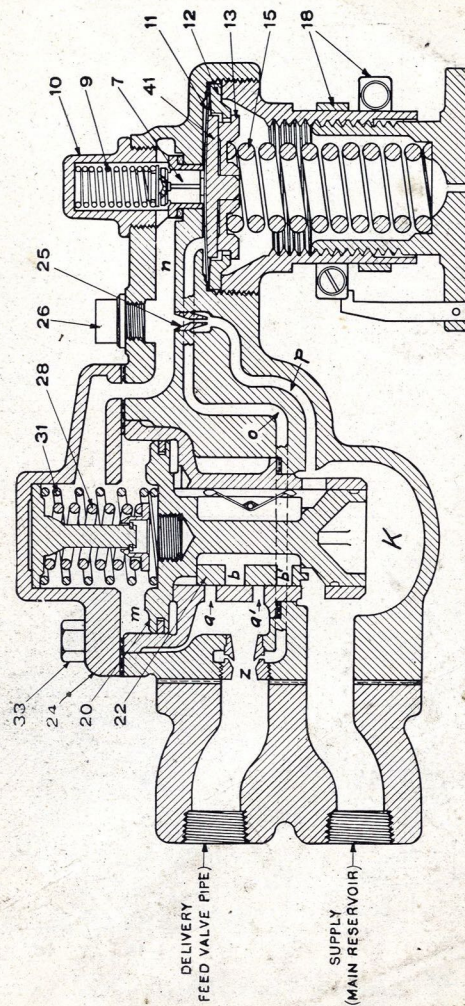 33
24
20
22
31
28
26
25
10
9
7
41
11
12
13
15
18
m
n
b
b
a
a'
Z
o
P
K
DELIVERY
FEED VALVE PIPE)
SUPPLY
(MAIN RESERVOIR)